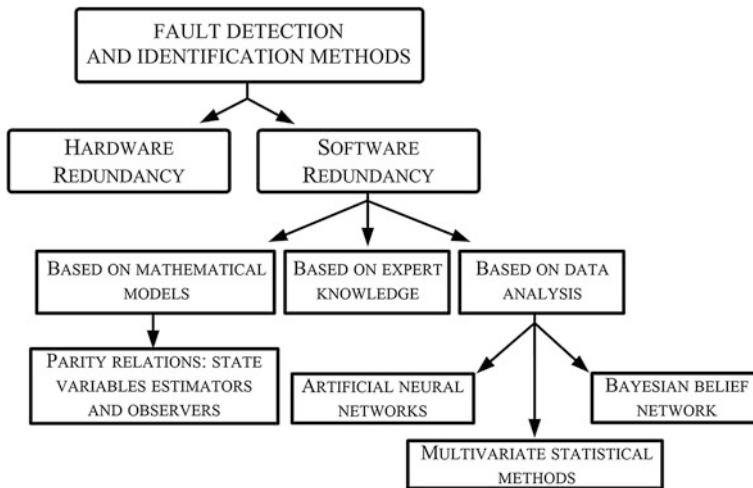 FAULT DETECTION
AND IDENTIFICATION METHODS
HARDWARE
REDUNDANCY
SOFTWARE
REDUNDANCY
BASED ON MATHEMATICAL
MODELS
BASED ON EXPERT
KNOWLEDGE
BASED ON DATA
ANALYSIS
PARITY RELATIONS: STATE
VARIABLES ESTIMATORS
AND OBSERVERS
ARTIFICIAL NEURAL
NETWORKS
BAYESIAN BELIEF
NETWORK
MULTIVARIATE STATISTICAL
METHODS